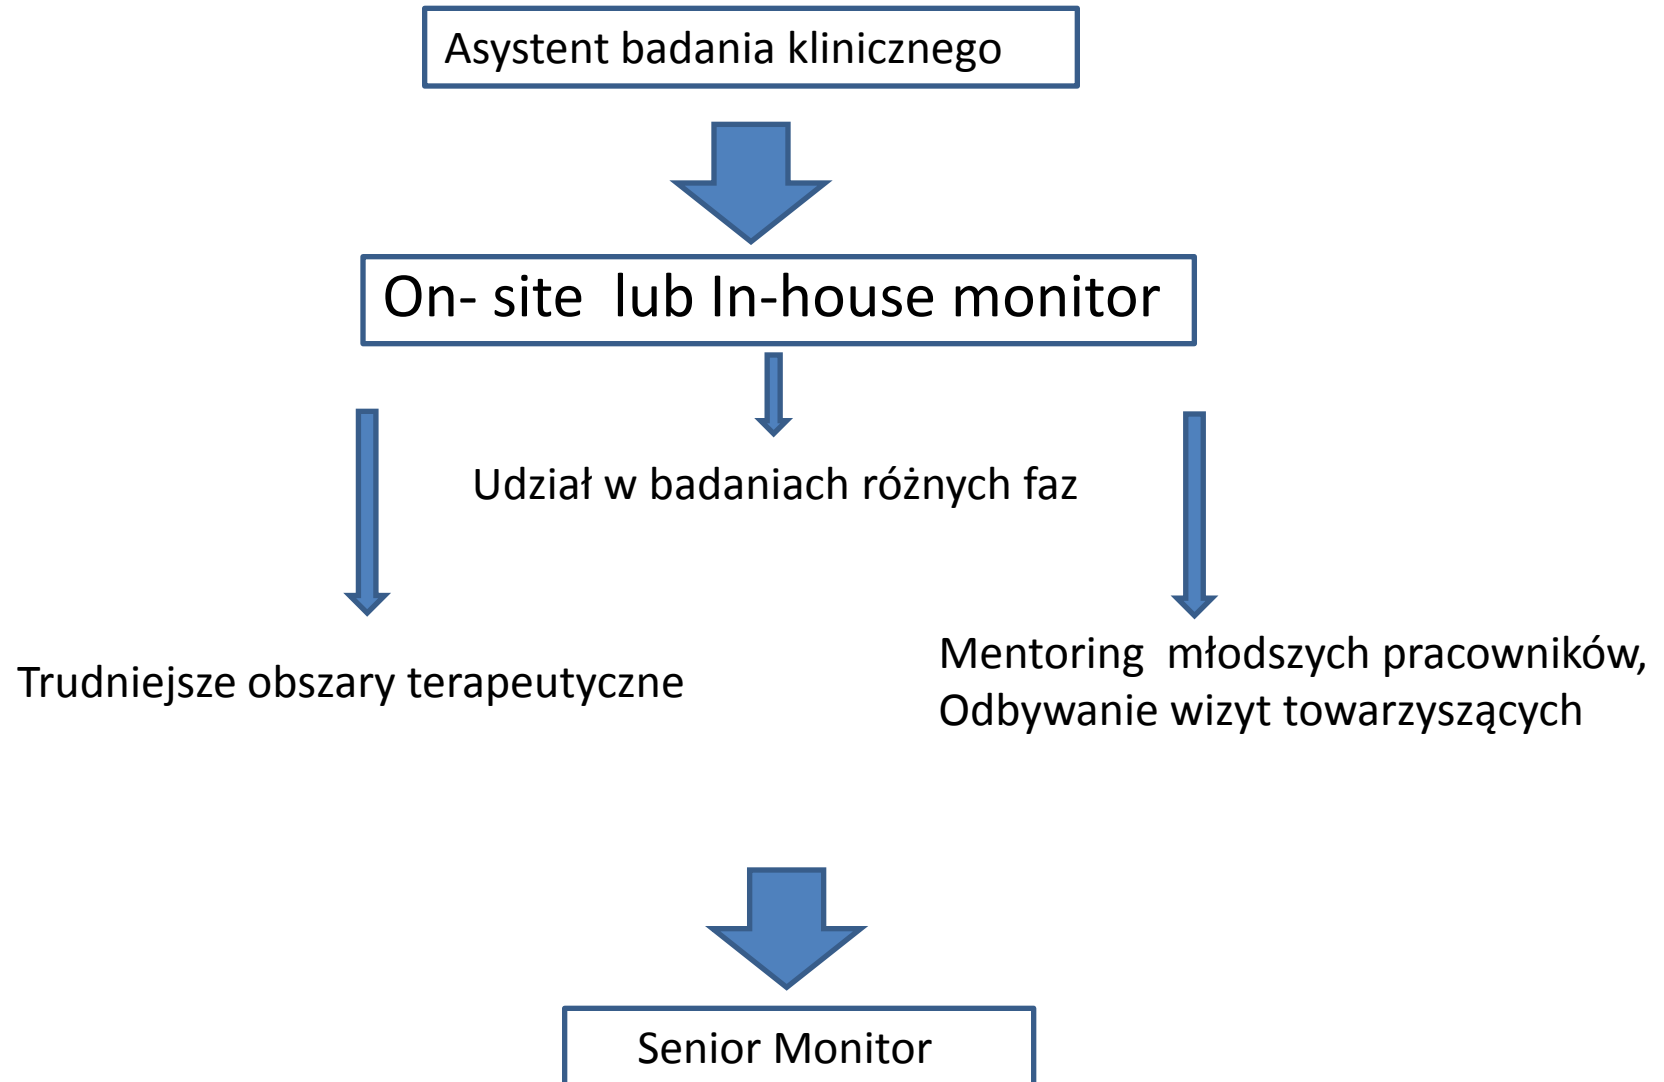 Asystent badania klinicznego
On- site lub In-house monitor
Udział w badaniach różnych faz
Trudniejsze obszary terapeutyczne
Mentoring młodszych pracowników,
Odbywanie wizyt towarzyszących
Senior Monitor